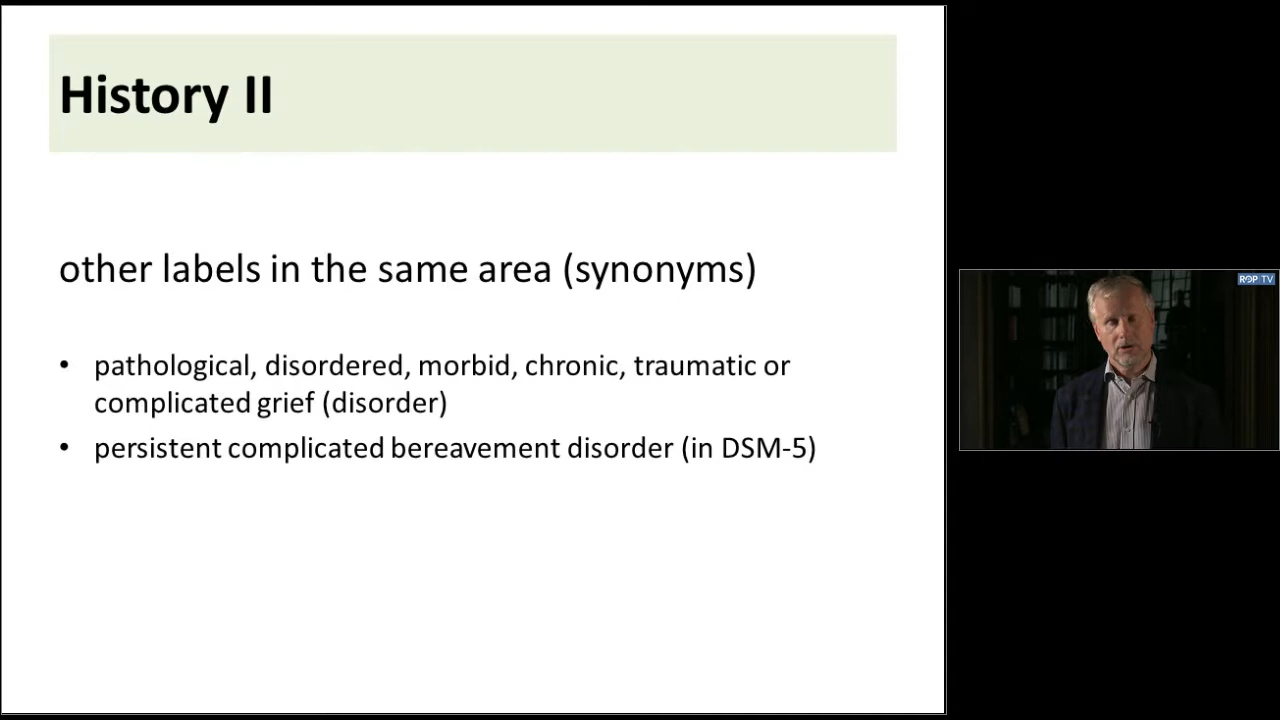 History II
other labels in the same area (synonyms)
• pathological, disordered, morbid, chronic, traumatic or
complicated grief (disorder)
• persistent complicated bereavement disorder (in DSM-5)
ROP TV